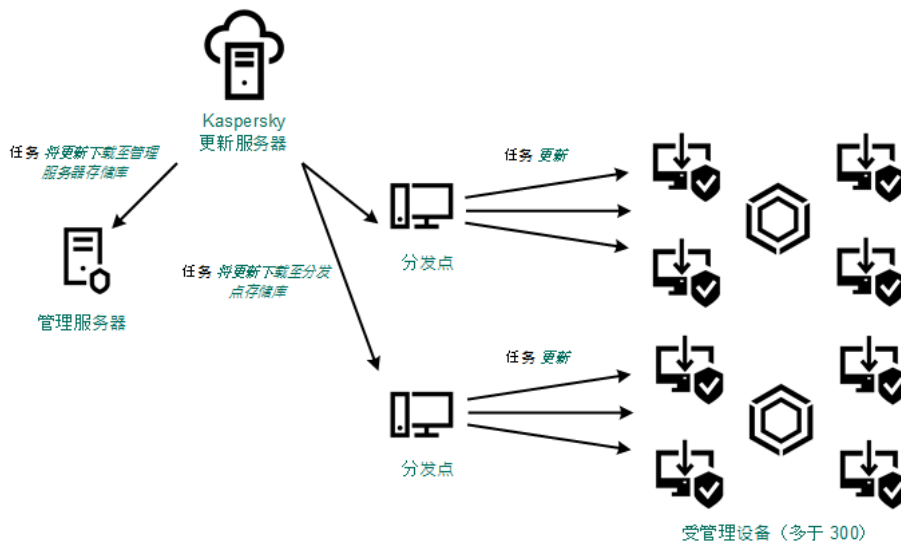 Kaspersky
更新服务器
任务 将更新下载至管理
服务器存储库
任务 更新
分发点
任务 将更新下载至分发
点存储库
管理服务器
任务 更新
分发点
受管理设备（多于 300）